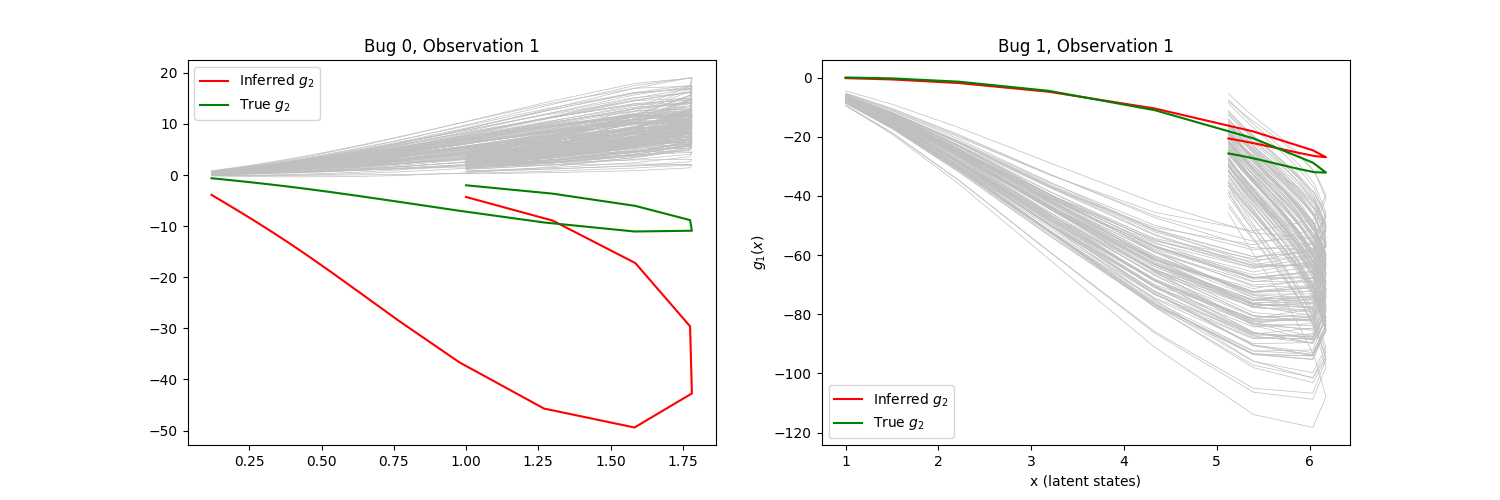 Bug 0, Observation 1
Inferred g₂
True g₂
20
10
0
−10
−20
−30
−40
−50
0.25 0.50 0.75 1.00 1.25 1.50 1.75
Bug 1, Observation 1
0
−20
−40
−60
−80
−100
−120
g₁(x)
Inferred g₂
True g₂
1 2 3 4 5 6
x (latent states)